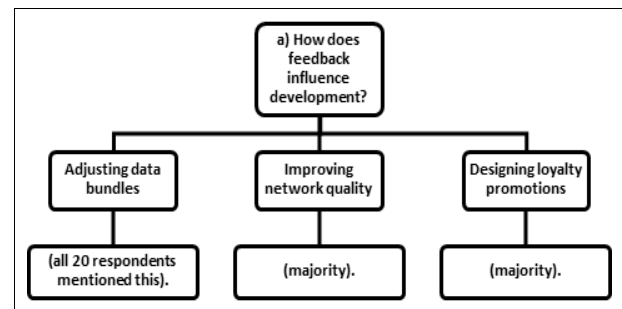 a) How does
feedback
influence
development?
Adjusting data
bundles
Improving
network quality
Designing loyalty
promotions
(all 20 respondents
mentioned this).
(majority).
(majority).